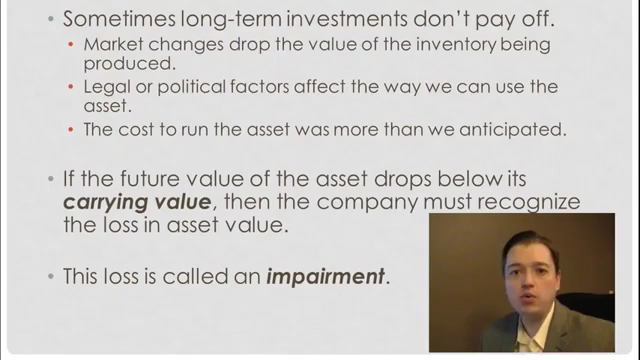 • Sometimes long-term investments don't pay off.
• Market changes drop the value of the inventory being
produced.
• Legal or political factors affect the way we can use the
asset.
• The cost to run the asset was more than we anticipated.
• If the future value of the asset drops below its
carrying value, then the company must recognize
the loss in asset value.
• This loss is called an impairment.